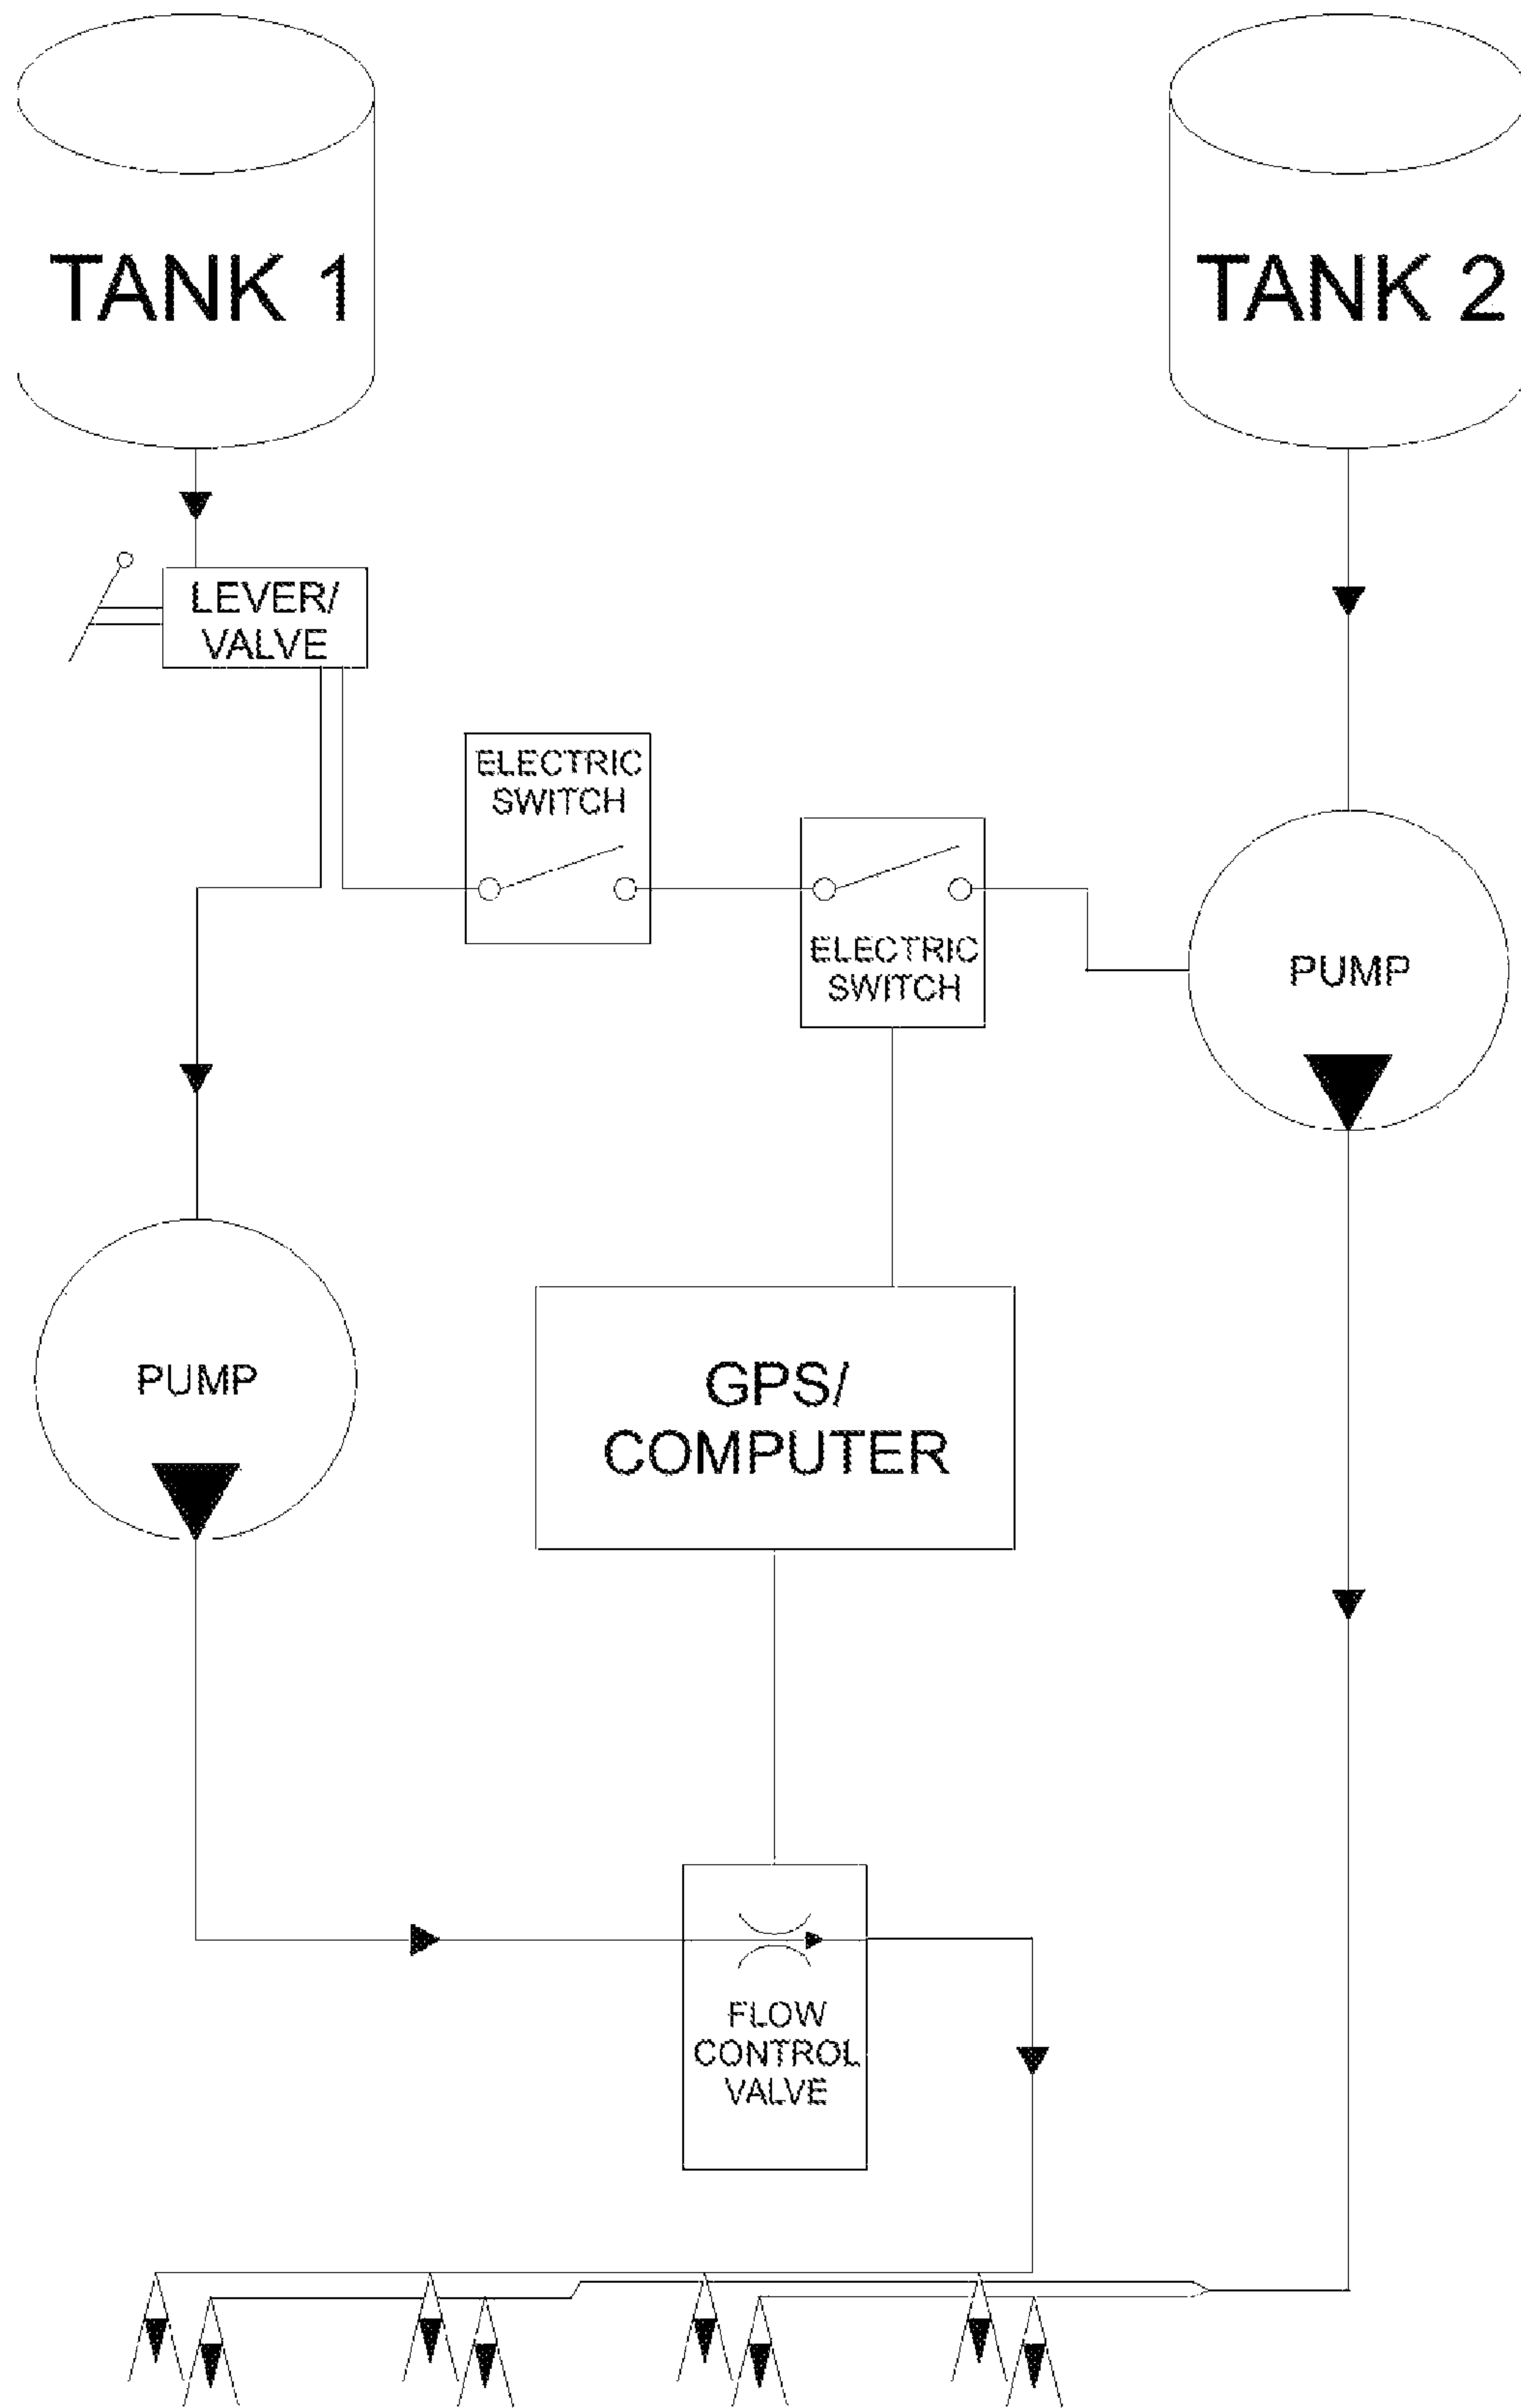 TANK 1
TANK 2
LEVER/
VALVE
ELECTRIC
SWITCH
ELECTRIC
SWITCH
PUMP
PUMP
GPS/
COMPUTER
FLOW
CONTROL
VALVE